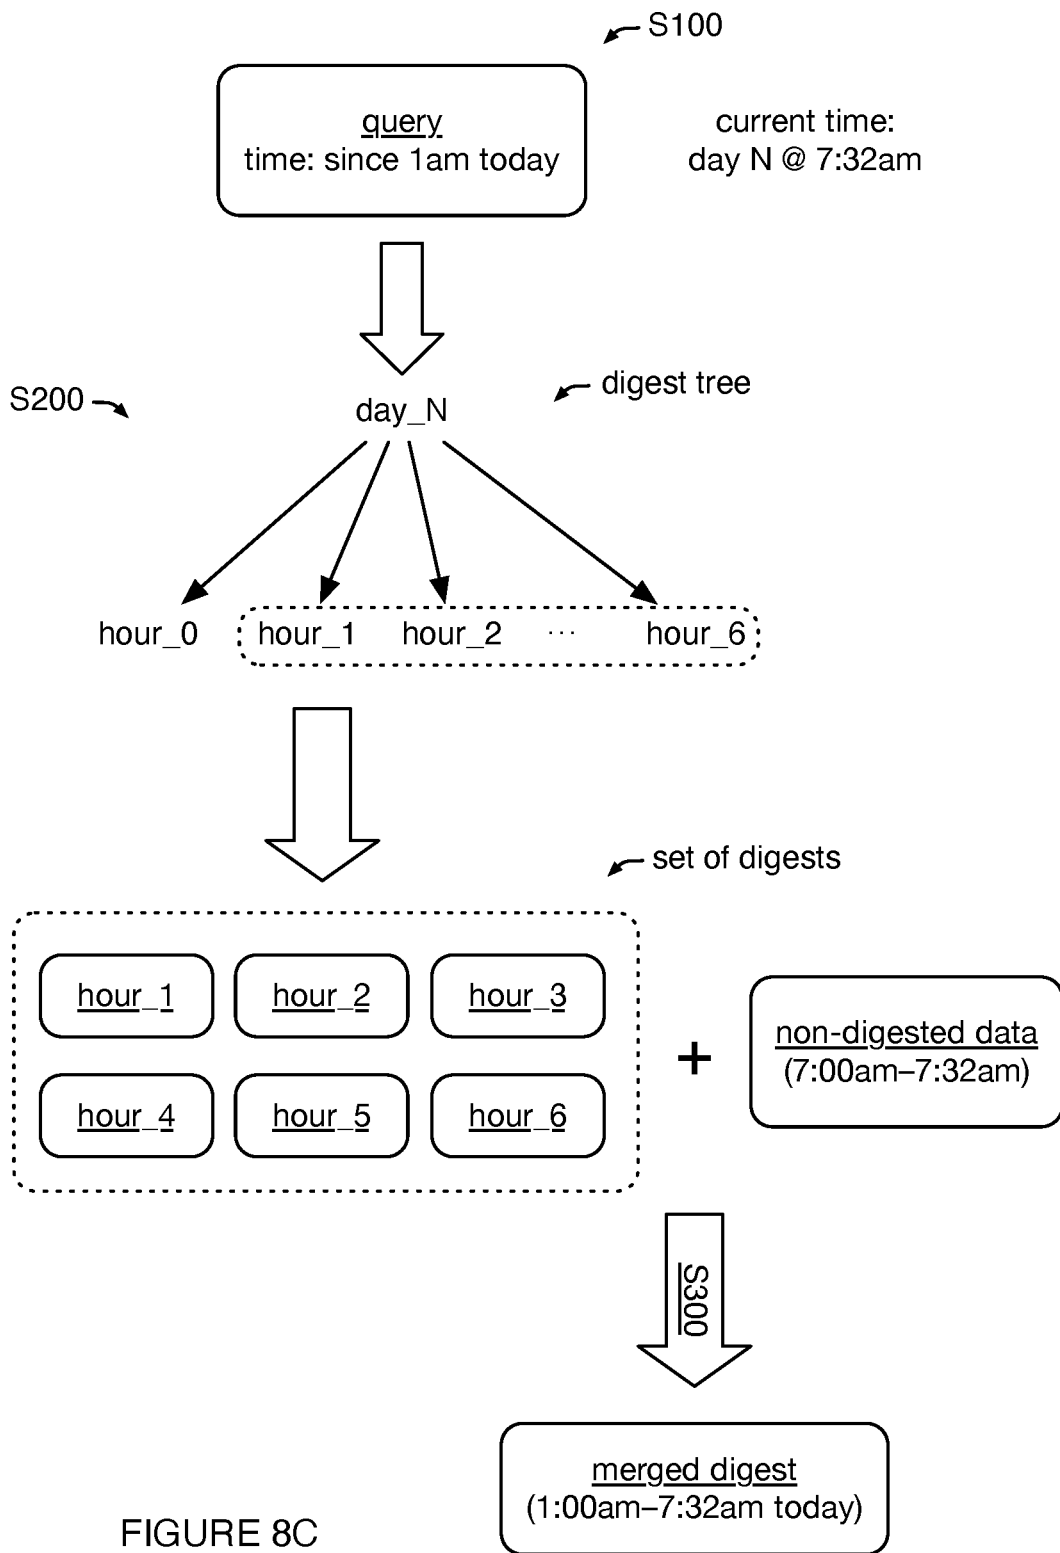 S100
query
time: since 1am today
current time:
day N @ 7:32am
S200
day_N
digest tree
hour_0 hour_1 hour_2 ... hour_6
set of digests
hour_1 hour_2 hour_3
hour_4 hour_5 hour_6
+
non-digested data
(7:00am–7:32am)
S300
merged digest
(1:00am–7:32am today)
FIGURE 8C